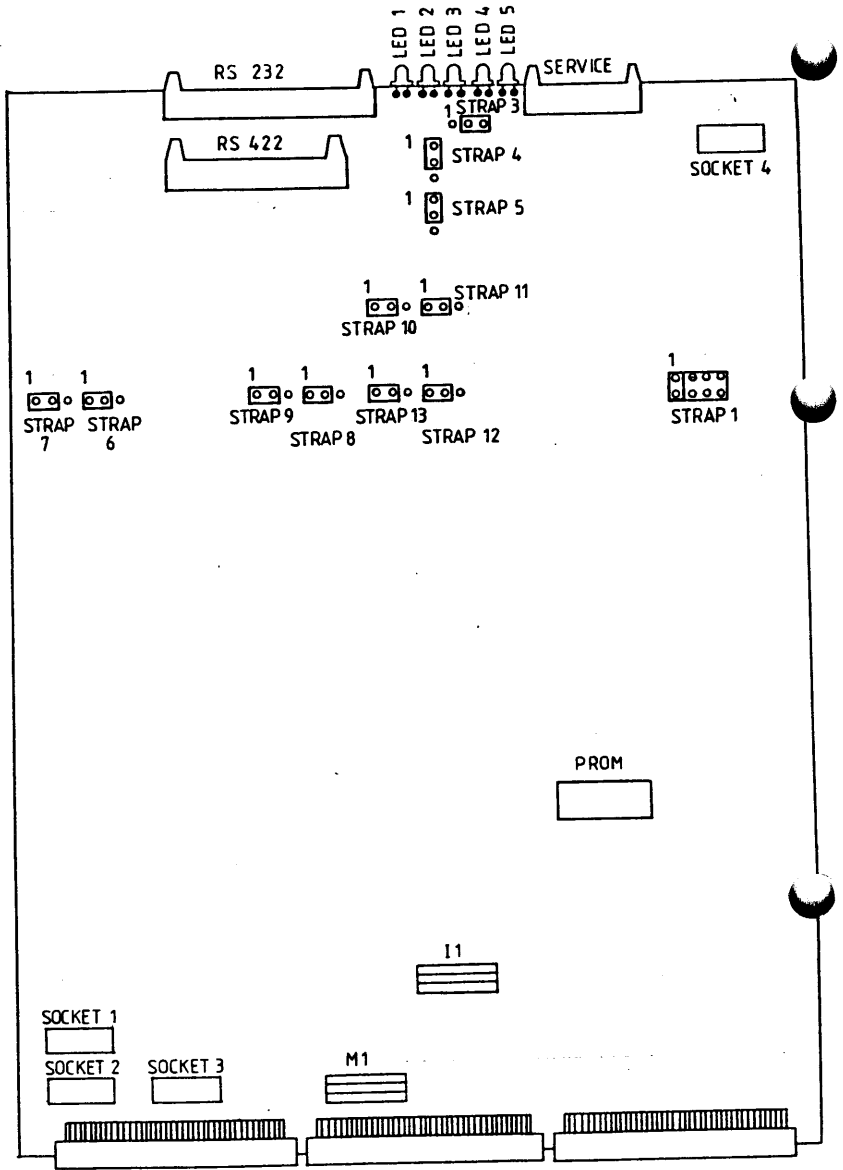 LED 1
LED 2
LED 3
LED 4
LED 5
RS 232
SERVICE
1 STRAP 3
RS 422
1 STRAP 4
SOCKET 4
1 STRAP 5
1
STRAP 10
1
STRAP 11
1
STRAP
7
1
STRAP
6
1
STRAP 9
1
STRAP 8
1
STRAP 13
1
STRAP 12
1
STRAP 1
PROM
I1
SOCKET 1
SOCKET 2
SOCKET 3
M1